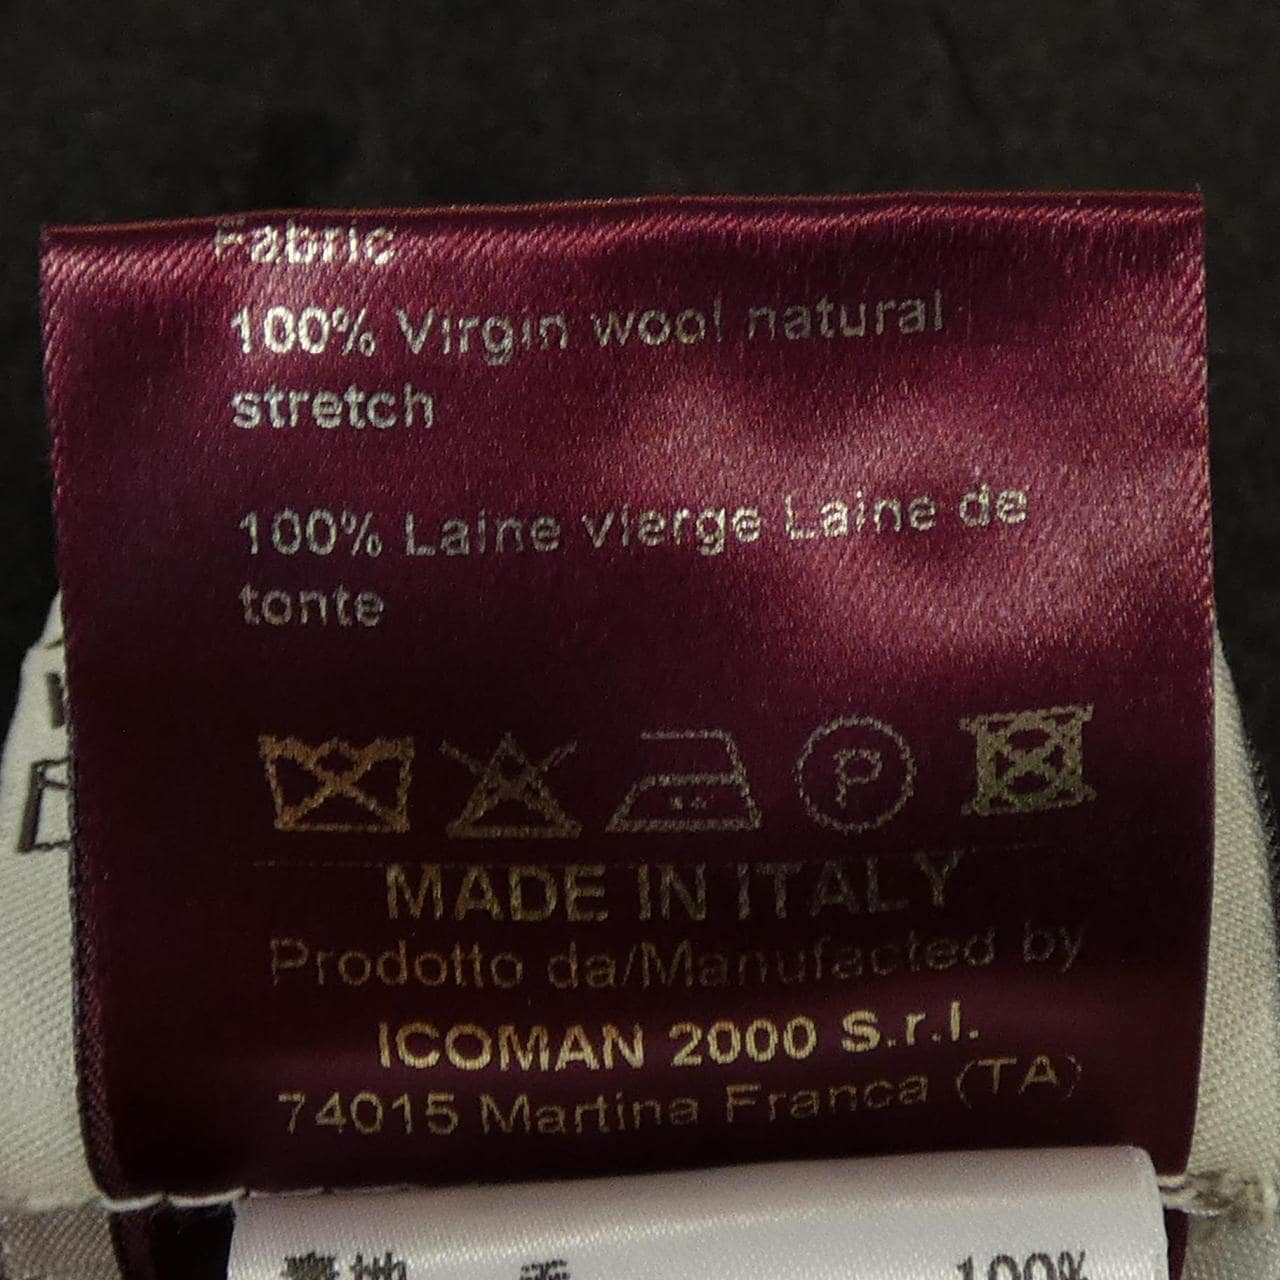 Fabric
100% Virgin wool natural
stretch
100% Laine vierge Laine de
tonte
P
MADE IN ITALY
Prodotto da/Manufacted by
ICOMAN 2000 S.r.l.
74015 Martina Franca (TA)
100%